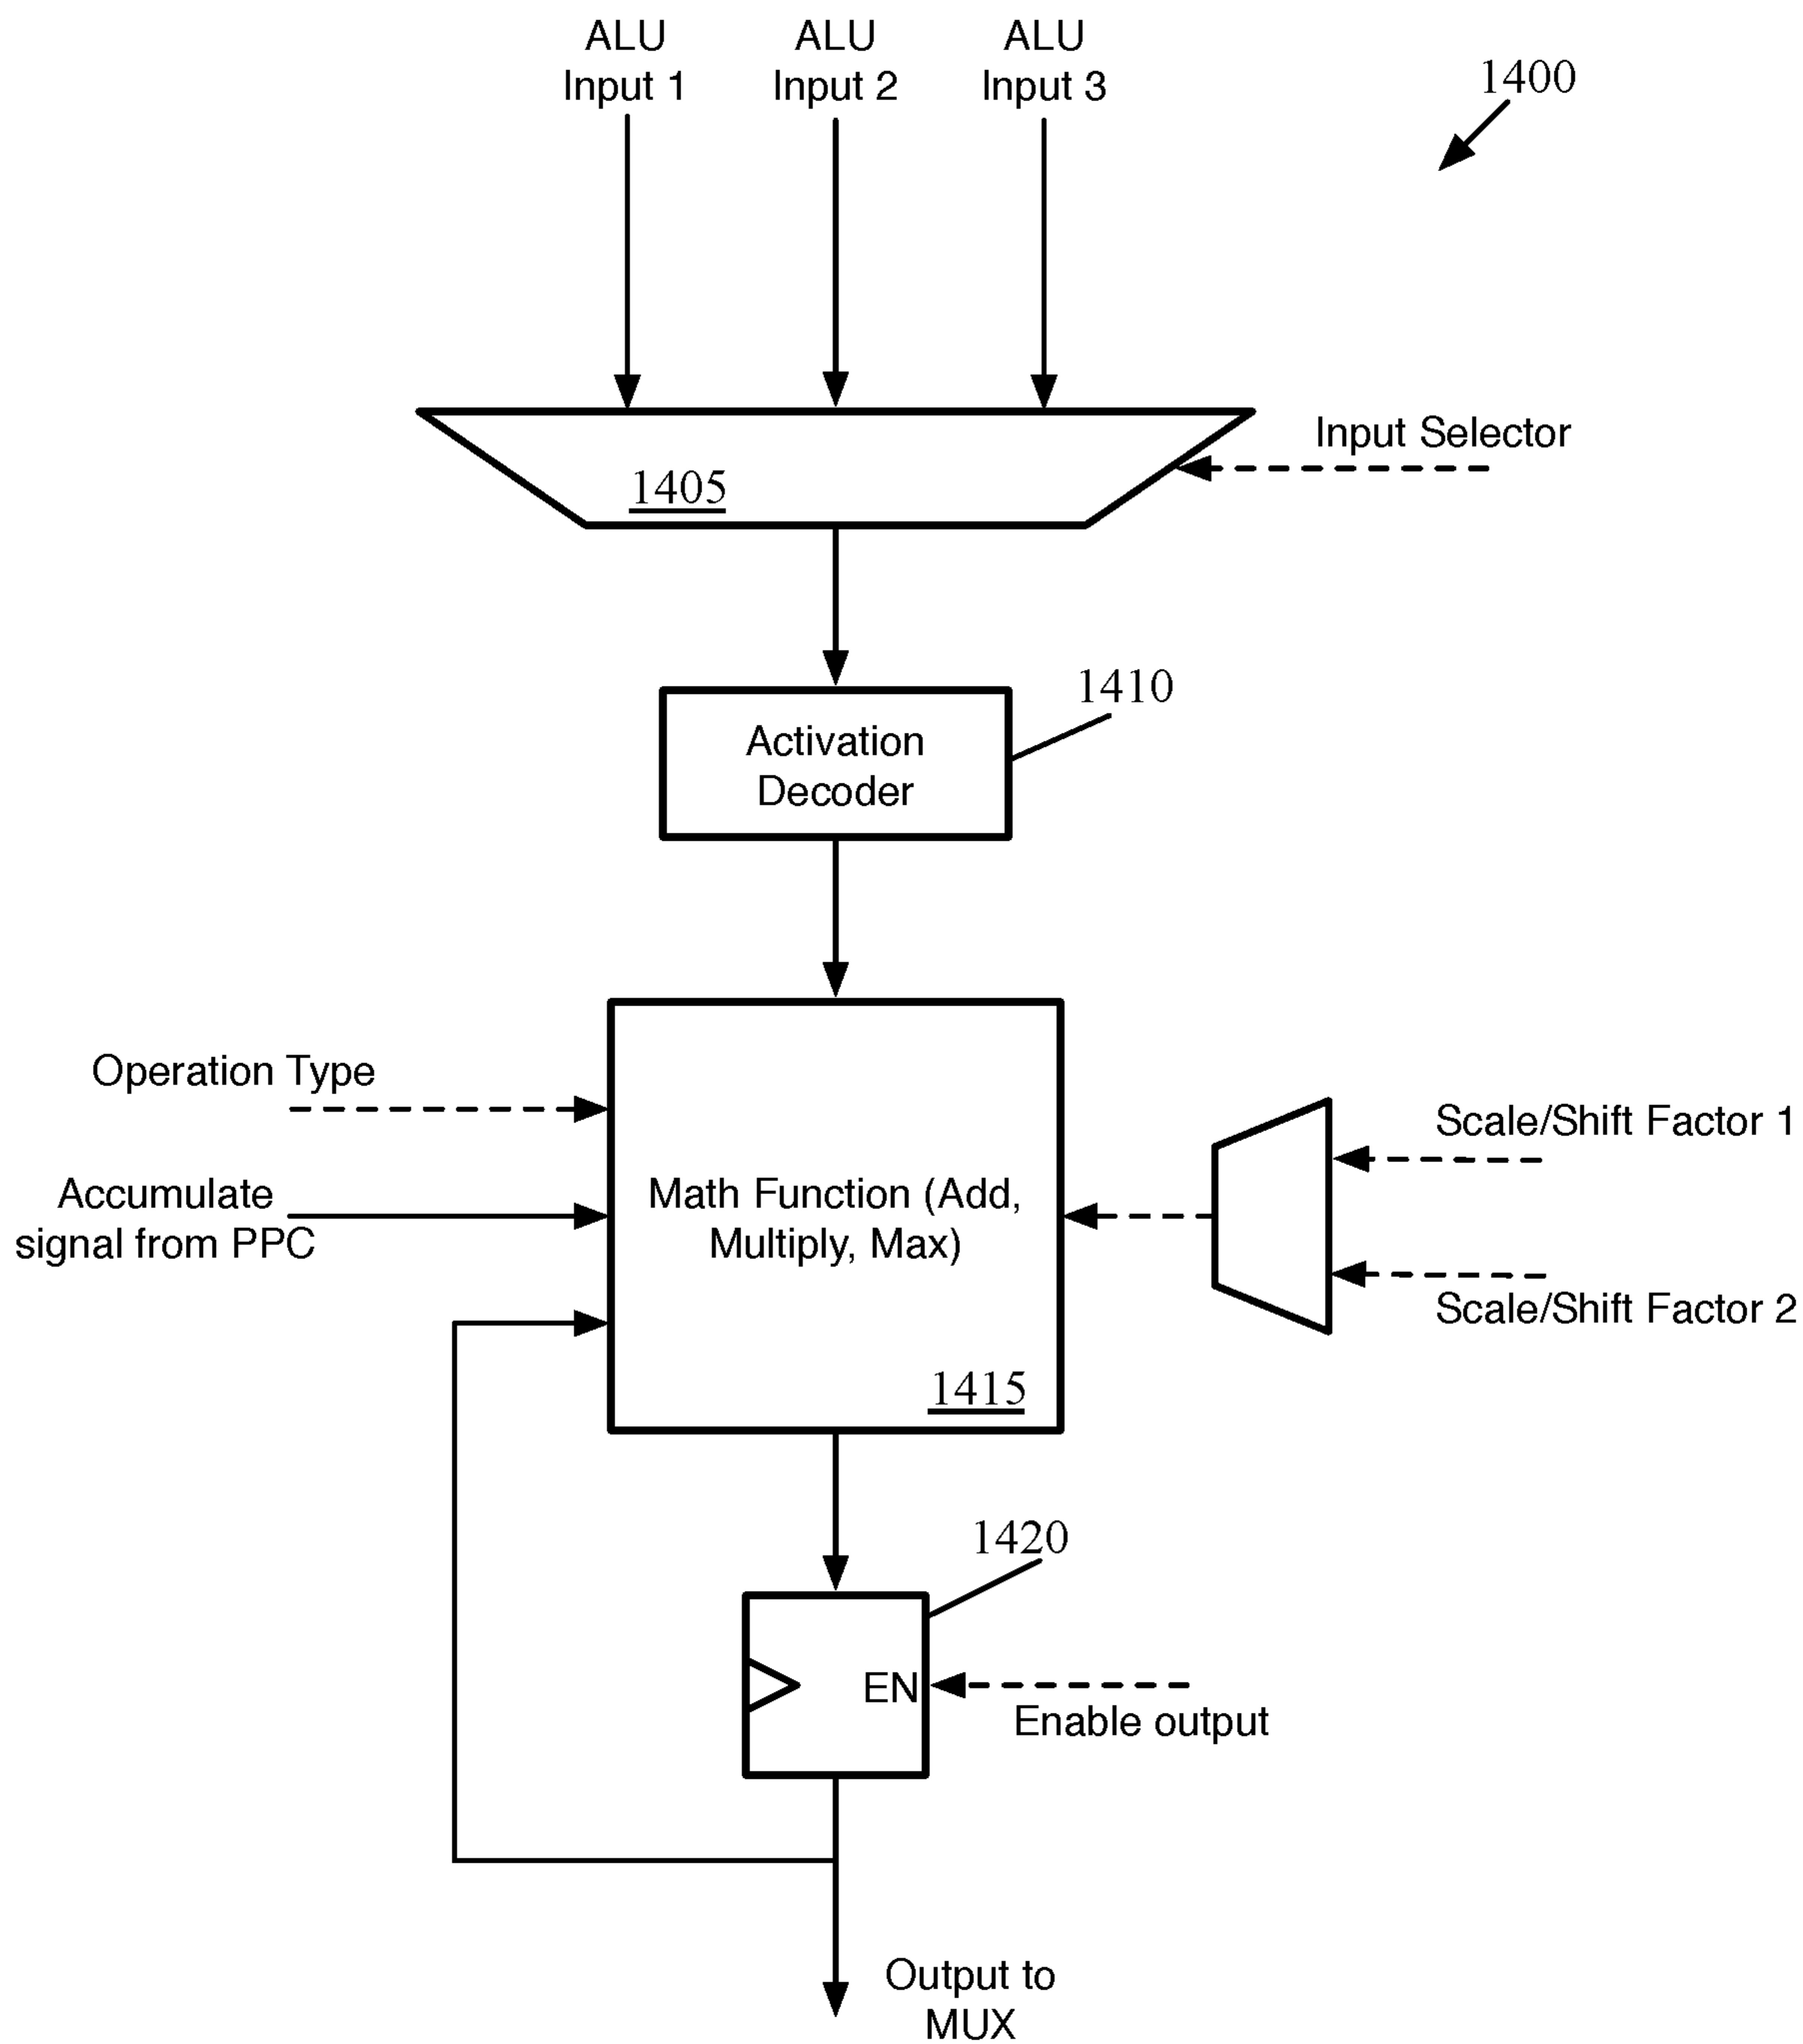 ALU
Input 1
ALU
Input 2
ALU
Input 3
1400
Input Selector
1405
1410
Activation
Decoder
Operation Type
Accumulate
signal from PPC
Math Function (Add,
Multiply, Max)
Scale/Shift Factor 1
Scale/Shift Factor 2
1415
1420
EN
Enable output
Output to
MUX